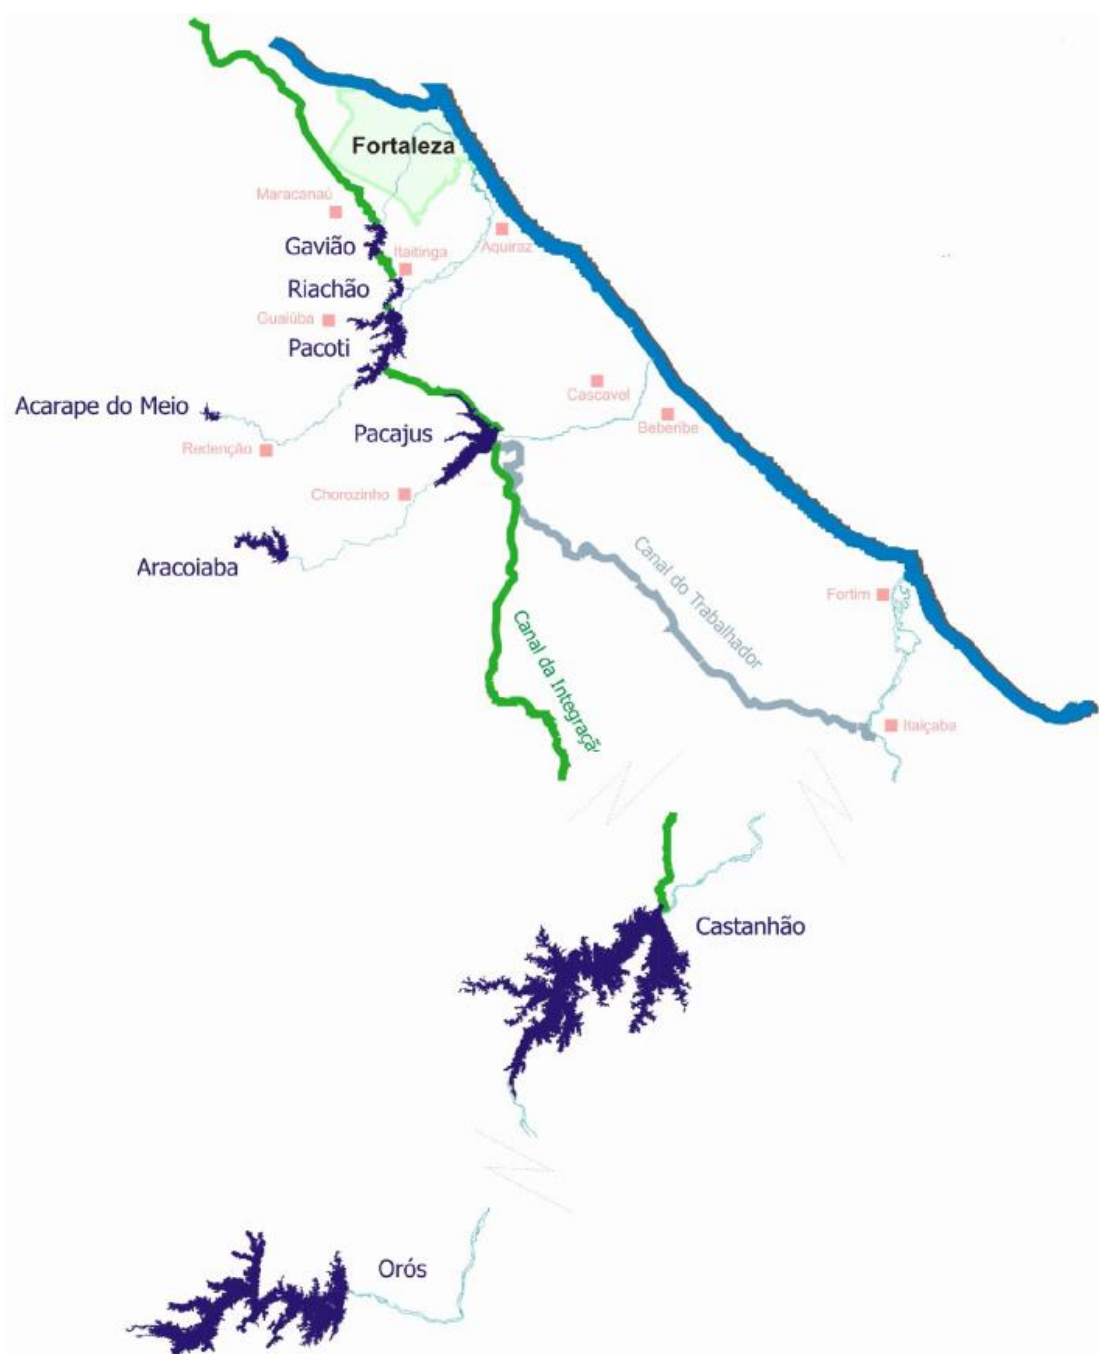 Fortaleza
Maracanaú
Gavião
Itaitinga
Aquiraz
Riachão
Guaiúba
Pacoti
Cascavel
Acarape do Meio
Beberibe
Pacajus
Redenção
Chorozinho
Canal do Trabalhador
Aracoiaba
Fortim
Canal da Integraçã
Itaiçaba
Castanhão
Orós